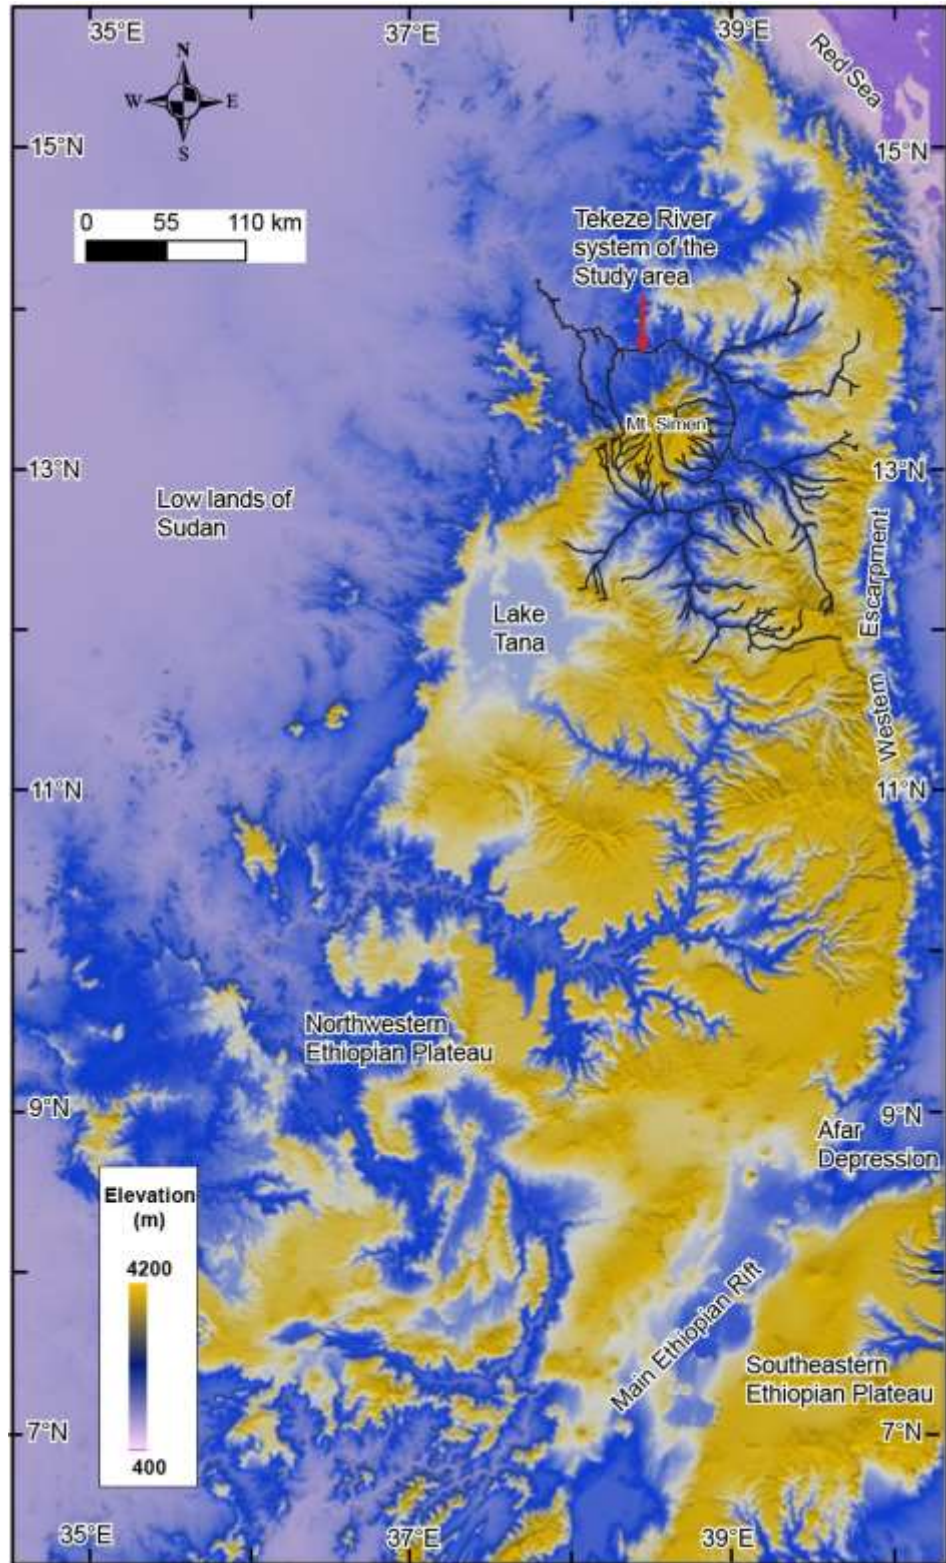 35°E
37°E
39°E
Red Sea
N
W
E
S
15°N
15°N
0
55
110 km
Tekeze River
system of the
Study area
Mt. Simen
13°N
13°N
Low lands of
Sudan
Western
Escarpment
Lake
Tana
11°N
11°N
Northwestern
Ethiopian Plateau
9°N
9°N
Afar
Depression
Elevation
(m)
4200
400
Main Ethiopian Rift
Southeastern
Ethiopian Plateau
7°N
7°N
35°E
37°E
39°E